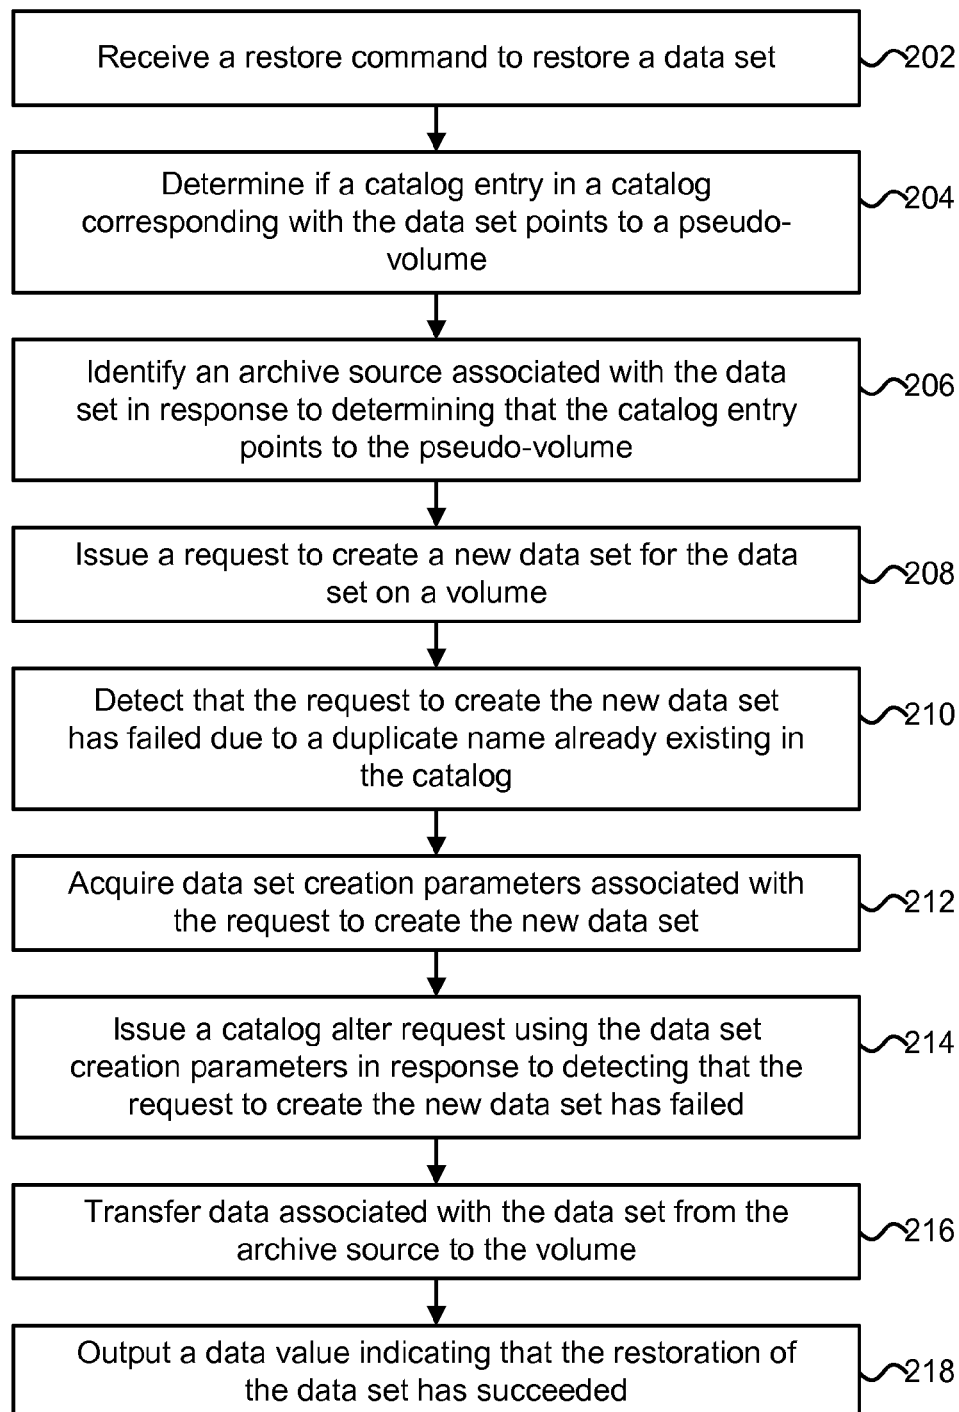 Receive a restore command to restore a data set
202
Determine if a catalog entry in a catalog
corresponding with the data set points to a pseudo-
volume
204
Identify an archive source associated with the data
set in response to determining that the catalog entry
points to the pseudo-volume
206
Issue a request to create a new data set for the data
set on a volume
208
Detect that the request to create the new data set
has failed due to a duplicate name already existing in
the catalog
210
Acquire data set creation parameters associated with
the request to create the new data set
212
Issue a catalog alter request using the data set
creation parameters in response to detecting that the
request to create the new data set has failed
214
Transfer data associated with the data set from the
archive source to the volume
216
Output a data value indicating that the restoration of
the data set has succeeded
218